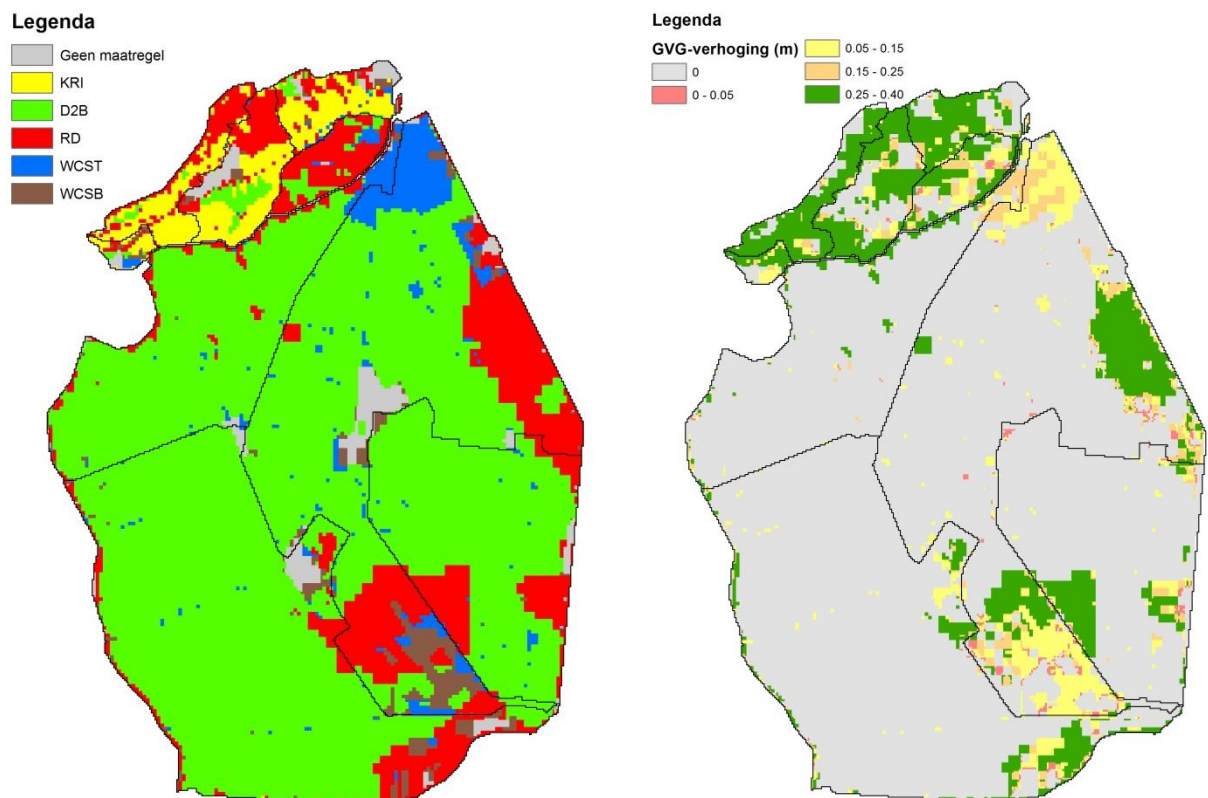 Legenda
Geen maatregel
KRI
D2B
RD
WCST
WCSB
Legenda
GVG-verhoging (m)
0
0 - 0.05
0.05 - 0.15
0.15 - 0.25
0.25 - 0.40